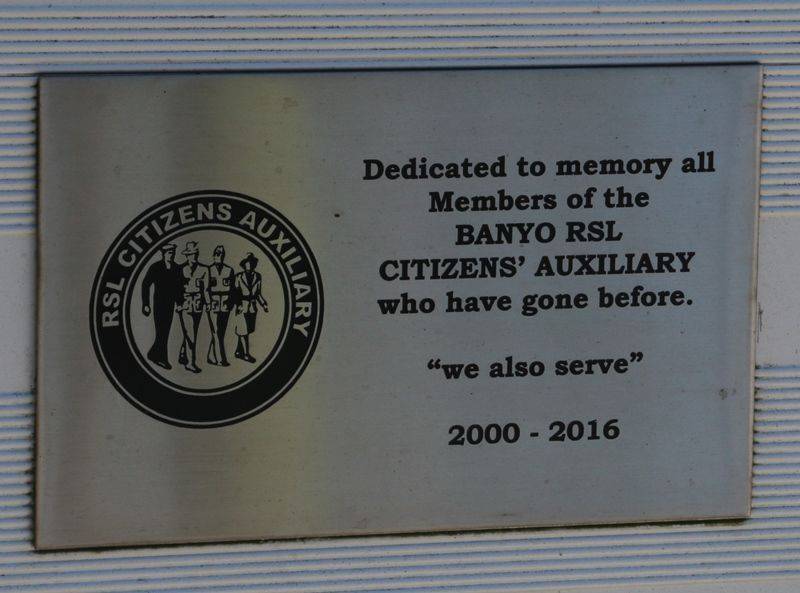 RSL CITIZENS AUXILIARY
Dedicated to memory all
Members of the
BANYO RSL
CITIZENS' AUXILIARY
who have gone before.
“we also serve”
2000 - 2016